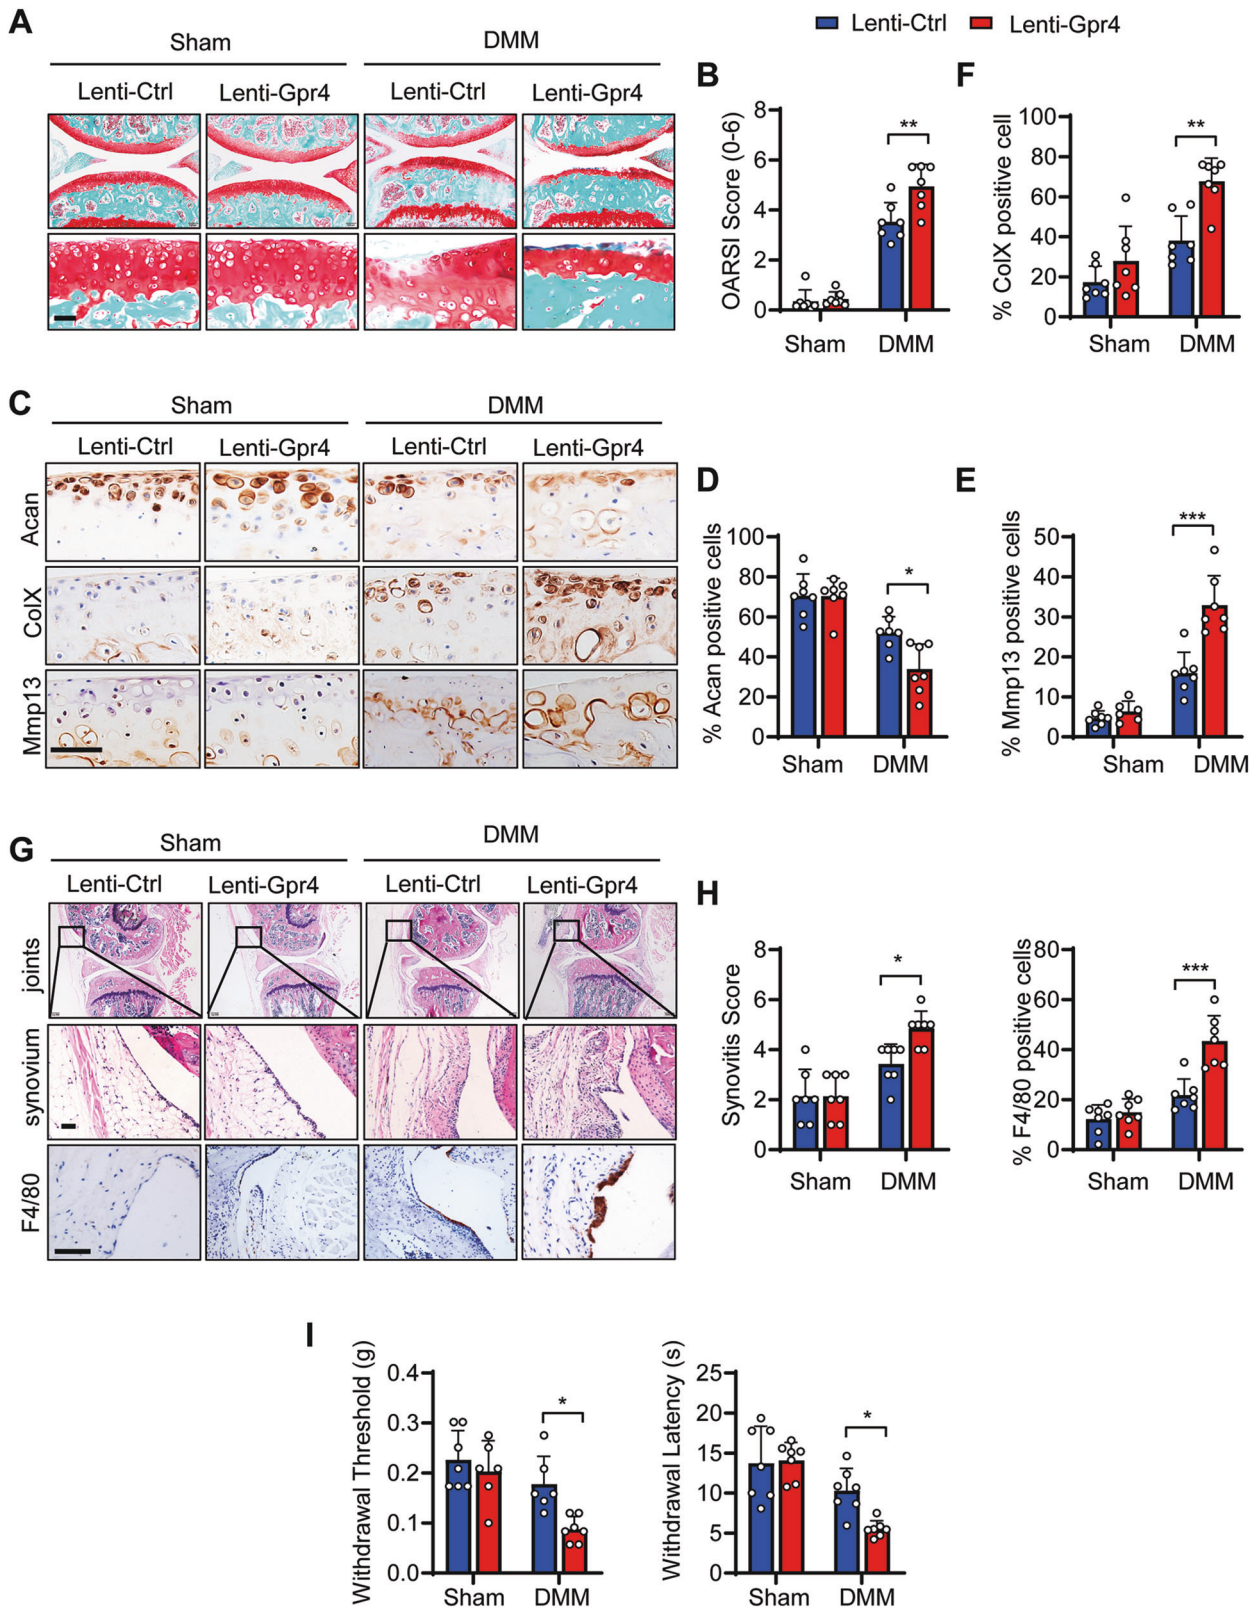 A
Sham
DMM
Lenti-Ctrl
Lenti-Gpr4
Lenti-Ctrl
Lenti-Gpr4
Lenti-Ctrl
Lenti-Gpr4
B
OARSI Score (0-6)
8
6
4
2
0
**
Sham
DMM
F
% ColX positive cell
100
80
60
40
20
0
**
Sham
DMM
C
Sham
DMM
Lenti-Ctrl
Lenti-Gpr4
Lenti-Ctrl
Lenti-Gpr4
Acan
ColX
Mmp13
D
% Acan positive cells
100
80
60
40
20
0
*
Sham
DMM
E
% Mmp13 positive cells
50
40
30
20
10
0
***
Sham
DMM
G
Sham
DMM
Lenti-Ctrl
Lenti-Gpr4
Lenti-Ctrl
Lenti-Gpr4
joints
synovium
F4/80
H
Synovitis Score
8
6
4
2
0
*
Sham
DMM
% F4/80 positive cells
80
60
40
20
0
***
Sham
DMM
I
Withdrawal Threshold (g)
0.4
0.3
0.2
0.1
0.0
*
Sham
DMM
Withdrawal Latency (s)
25
20
15
10
5
0
*
Sham
DMM